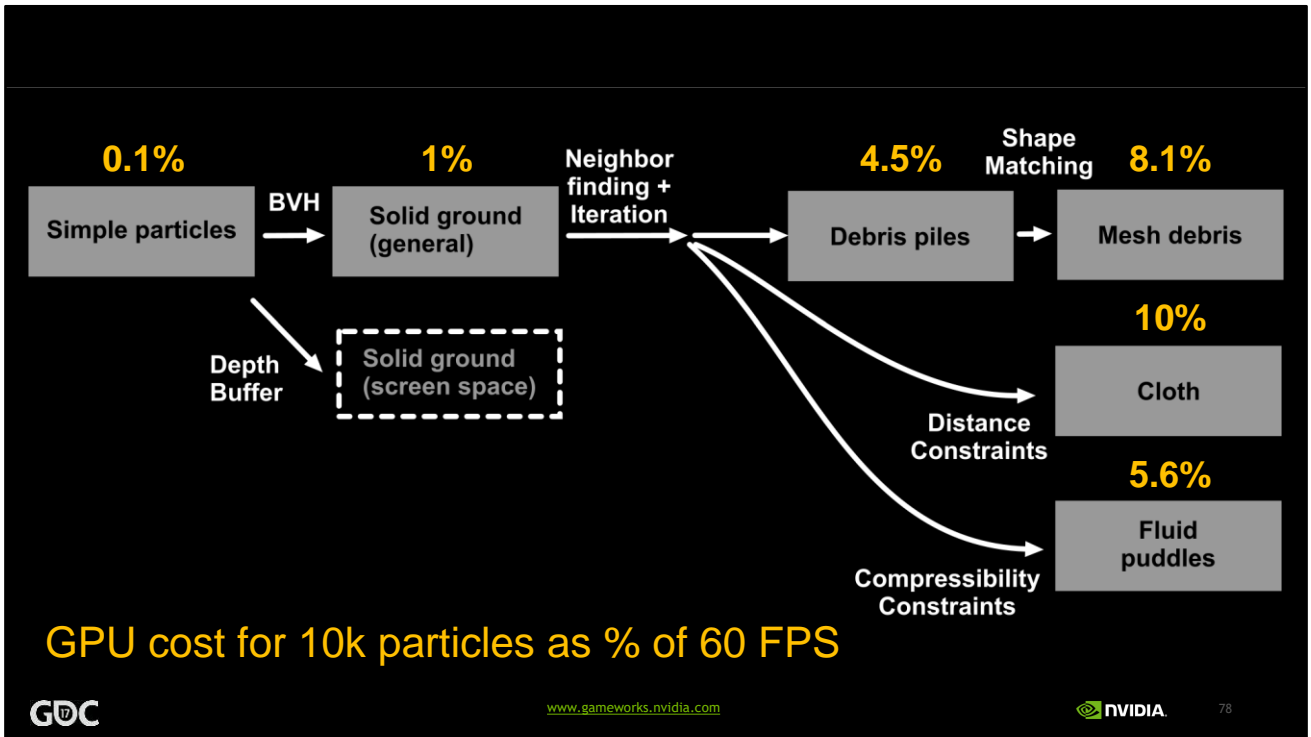 0.1%
Simple particles
BVH
1%
Solid ground
(general)
Neighbor
finding +
Iteration
4.5%
Debris piles
Shape
Matching
8.1%
Mesh debris
Depth
Buffer
Solid ground
(screen space)
10%
Cloth
Distance
Constraints
5.6%
Fluid
puddles
Compressibility
Constraints
GPU cost for 10k particles as % of 60 FPS
GDC 17
www.gameworks.nvidia.com
NVIDIA.
78